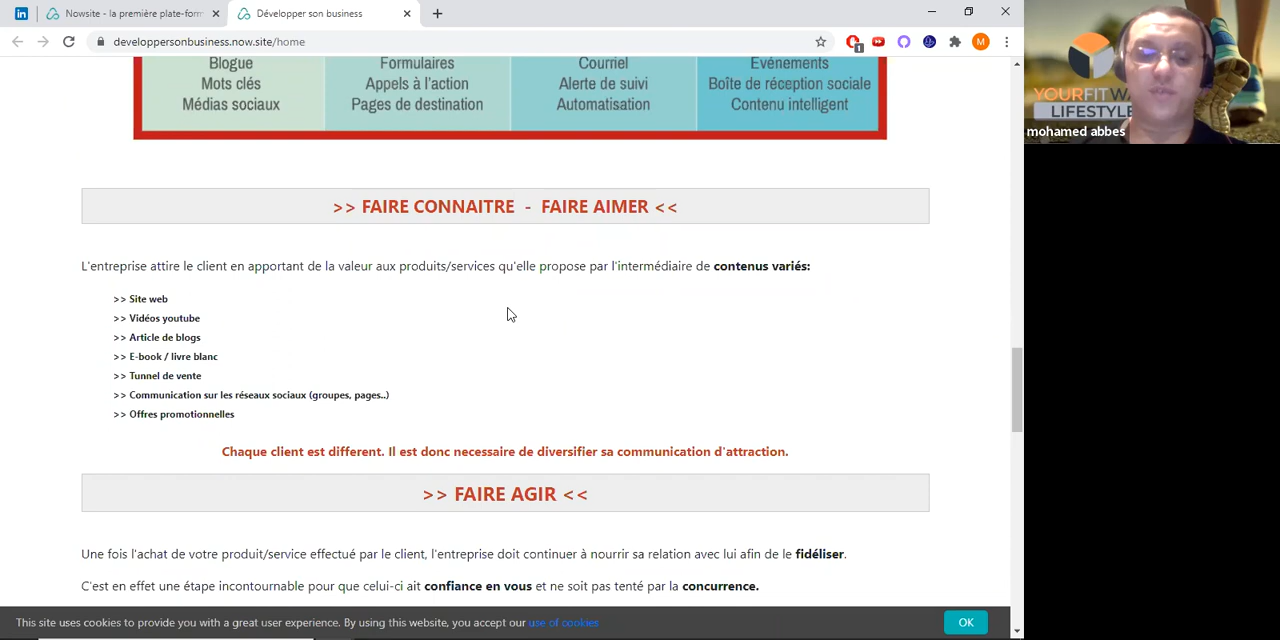 Nowsite - la première plate-form
Développer son business
developpersonbusiness.now.site/home
1
M
Blogue
Mots clés
Médias sociaux
Formulaires
Appels à l'action
Pages de destination
Courriel
Alerte de suivi
Automatisation
Evénements
Boîte de réception sociale
Contenu intelligent
>> FAIRE CONNAITRE - FAIRE AIMER <<
L'entreprise attire le client en apportant de la valeur aux produits/services qu'elle propose par l'intermédiaire de contenus variés:
>> Site web
>> Vidéos youtube
>> Article de blogs
>> E-book / livre blanc
>> Tunnel de vente
>> Communication sur les réseaux sociaux (groupes, pages..)
>> Offres promotionnelles
Chaque client est different. Il est donc necessaire de diversifier sa communication d'attraction.
>> FAIRE AGIR <<
Une fois l'achat de votre produit/service effectué par le client, l'entreprise doit continuer à nourrir sa relation avec lui afin de le fidéliser.
C'est en effet une étape incontournable pour que celui-ci ait confiance en vous et ne soit pas tenté par la concurrence.
This site uses cookies to provide you with a great user experience. By using this website, you accept our use of cookies
OK
YOURFITWA
LIFESTYLE
mohamed abbes